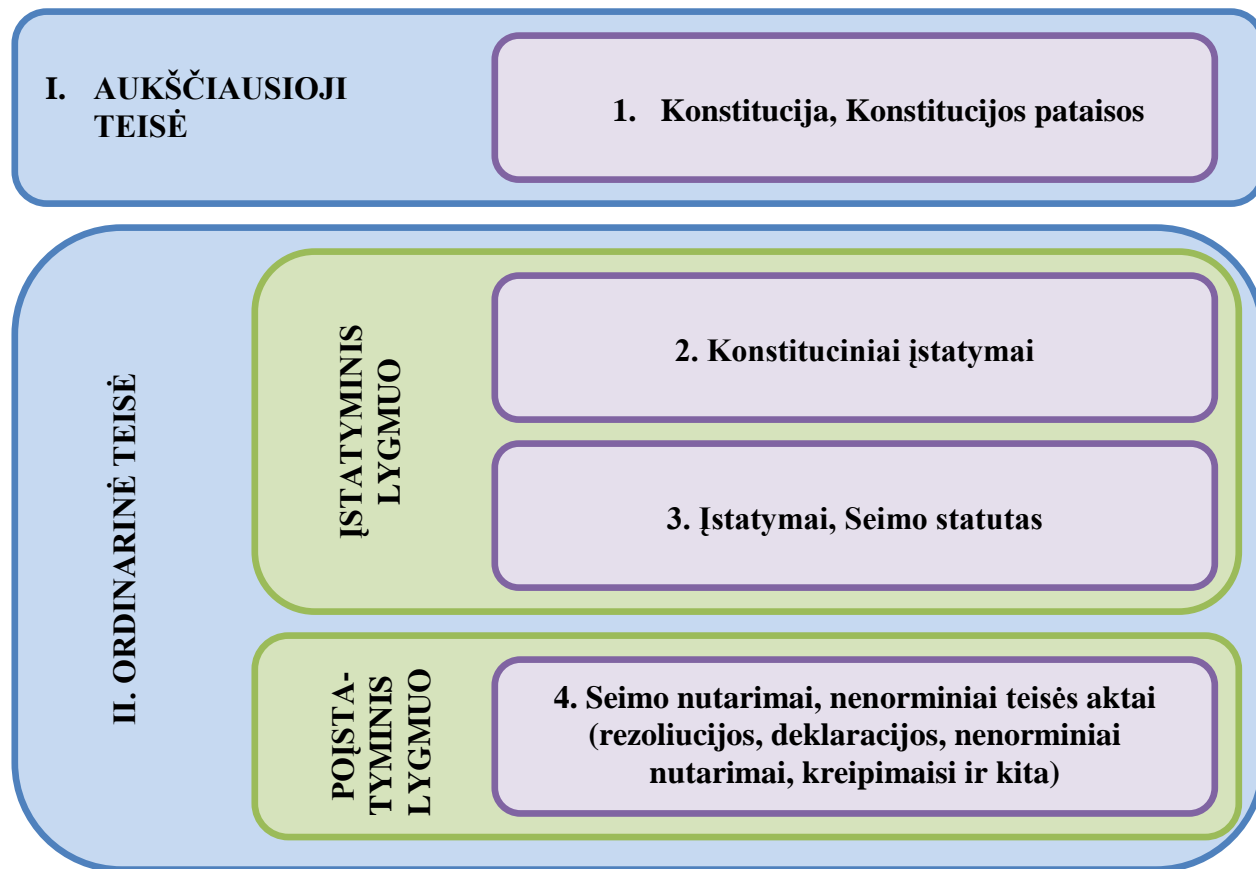 I. AUKŠČIAUSIOJI
TEISĖ
1. Konstitucija, Konstitucijos pataisos
II. ORDINARINĖ TEISĖ
ĮSTATYMINIS
LYGMUO
2. Konstituciniai įstatymai
3. Įstatymai, Seimo statutas
POĮSTA-
TYMINIS
LYGMUO
4. Seimo nutarimai, nenorminiai teisės aktai
(rezoliucijos, deklaracijos, nenorminiai
nutarimai, kreipimaisi ir kita)